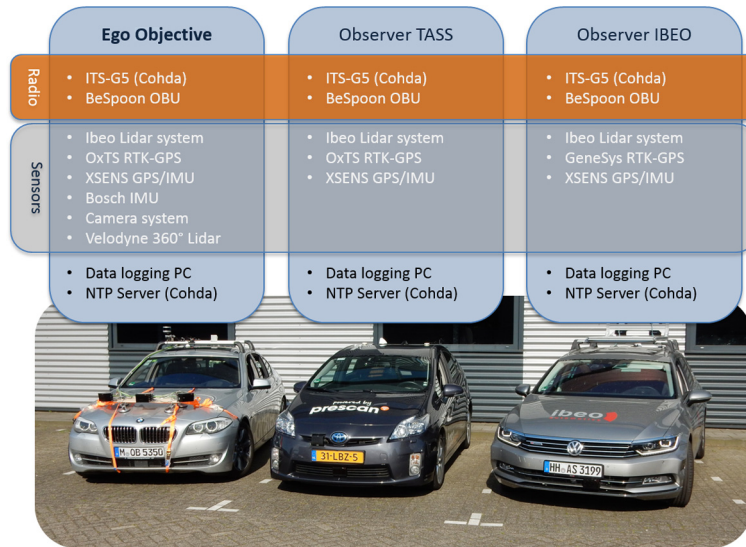 Ego Objective
Observer TASS
Observer IBEO
Radio
• ITS-G5 (Cohda)
• BeSpoon OBU
• ITS-G5 (Cohda)
• BeSpoon OBU
• ITS-G5 (Cohda)
• BeSpoon OBU
Sensors
• Ibeo Lidar system
• OxTS RTK-GPS
• XSENS GPS/IMU
• Bosch IMU
• Camera system
• Velodyne 360° Lidar
• Ibeo Lidar system
• OxTS RTK-GPS
• XSENS GPS/IMU
• Ibeo Lidar system
• GeneSys RTK-GPS
• XSENS GPS/IMU
• Data logging PC
• NTP Server (Cohda)
• Data logging PC
• NTP Server (Cohda)
• Data logging PC
• NTP Server (Cohda)
powered by
prescan
ibeo
M OB 5350
31-LBZ-5
HH AS 3199